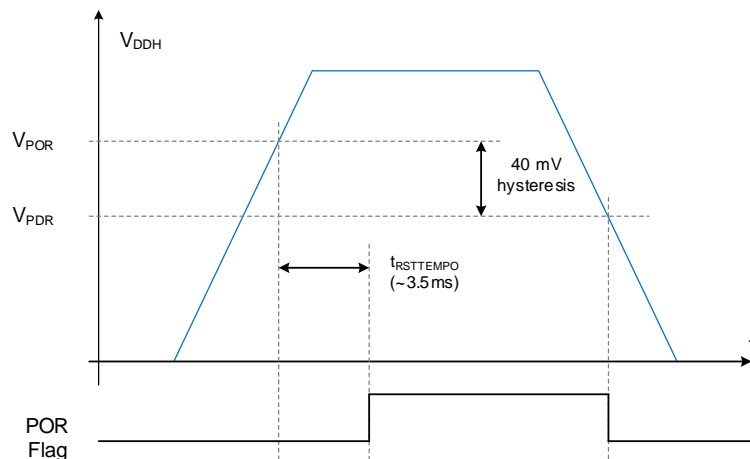 VDDH
VPOR
40 mV
hysteresis
VPDR
tRSTTEMPO
(~3.5ms)
POR
Flag